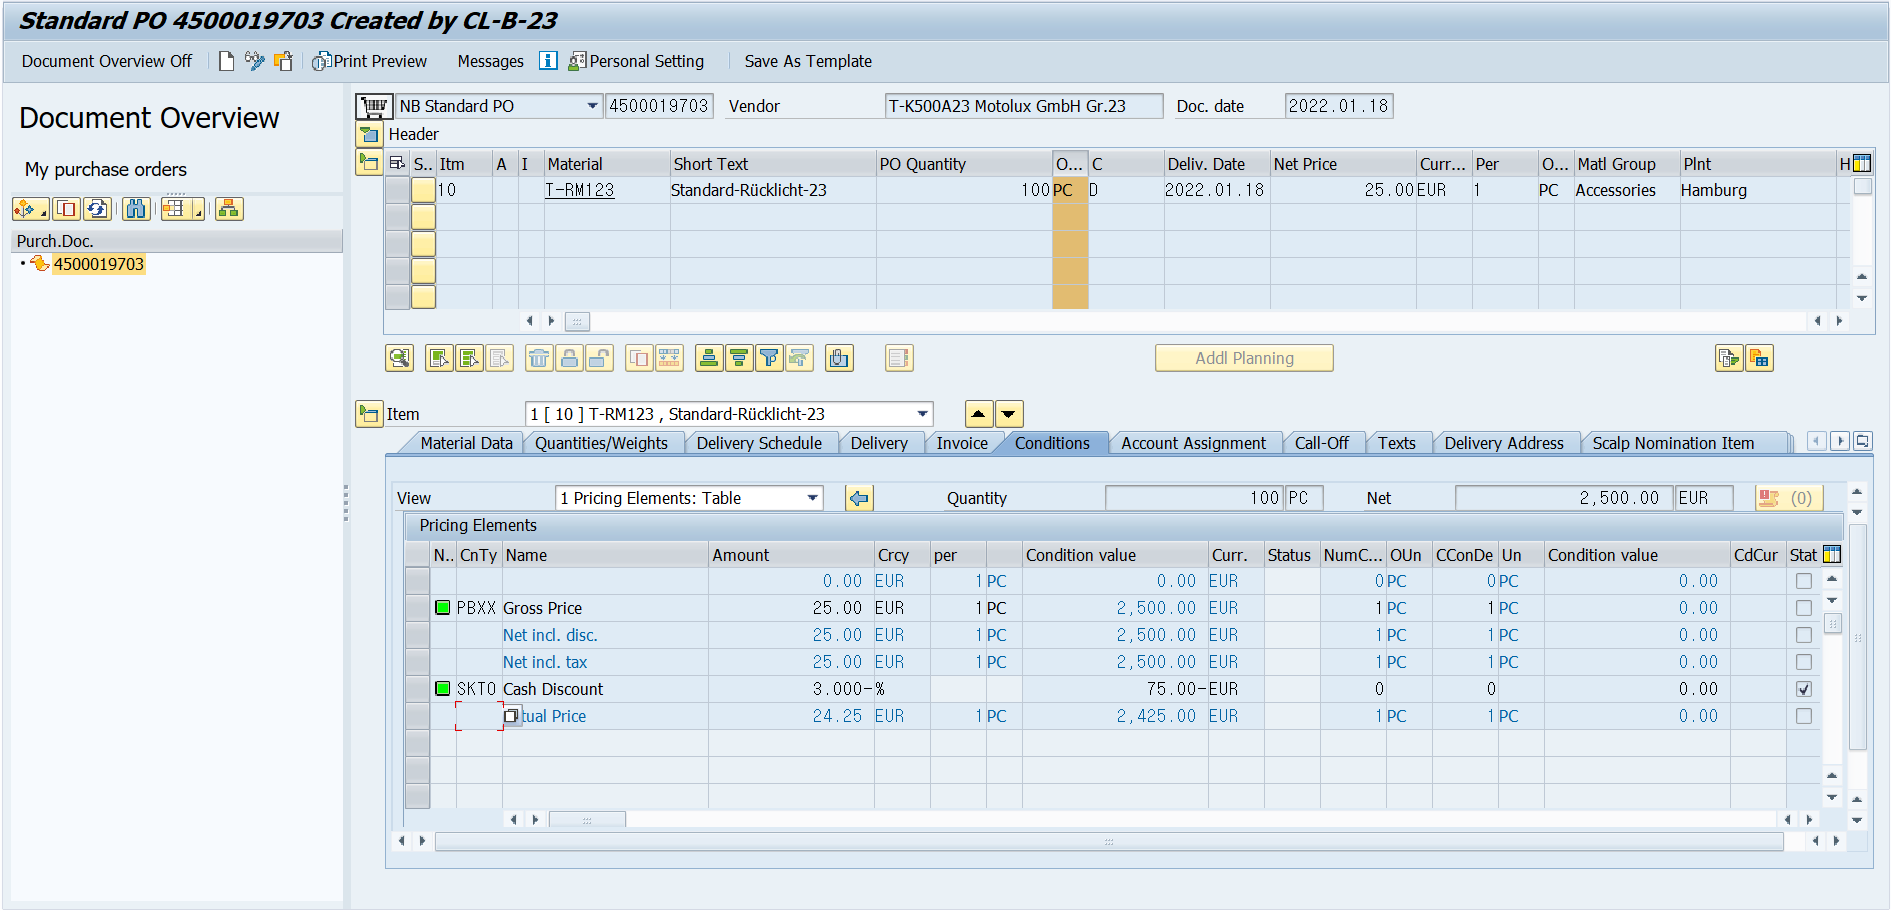 Standard PO 4500019703 Created by CL-B-23
Document Overview Off Print Preview Messages Personal Setting Save As Template
Document Overview
My purchase orders
Purch.Doc.
4500019703
NB Standard PO 4500019703 Vendor T-K500A23 Motolux GmbH Gr.23 Doc. date 2022.01.18
Header
S.. Itm A I Material Short Text PO Quantity O... C Deliv. Date Net Price Curr... Per O... Matl Group Plnt H
10 T-RM123 Standard-Rücklicht-23 100 PC D 2022.01.18 25.00 EUR 1 PC Accessories Hamburg
Addl Planning
Item 1 [ 10 ] T-RM123 , Standard-Rücklicht-23
Material Data Quantities/Weights Delivery Schedule Delivery Invoice Conditions Account Assignment Call-Off Texts Delivery Address Scalp Nomination Item
View 1 Pricing Elements: Table Quantity 100 PC Net 2,500.00 EUR (0)
Pricing Elements
N.. CnTy Name Amount Crcy per Condition value Curr. Status NumC... OUn CConDe Un Condition value CdCur Stat
0.00 EUR 1 PC 0.00 EUR 0 PC 0 PC 0.00
PBXX Gross Price 25.00 EUR 1 PC 2,500.00 EUR 1 PC 1 PC 0.00
Net incl. disc. 25.00 EUR 1 PC 2,500.00 EUR 1 PC 1 PC 0.00
Net incl. tax 25.00 EUR 1 PC 2,500.00 EUR 1 PC 1 PC 0.00
SKTO Cash Discount 3.000- % 75.00- EUR 0 0 0.00
tual Price 24.25 EUR 1 PC 2,425.00 EUR 1 PC 1 PC 0.00